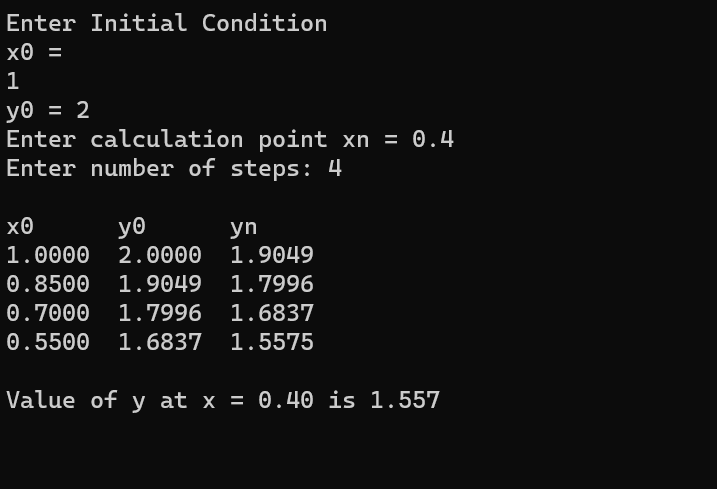 Enter Initial Condition
x0 =
1
y0 = 2
Enter calculation point xn = 0.4
Enter number of steps: 4
x0 y0 yn
1.0000 2.0000 1.9049
0.8500 1.9049 1.7996
0.7000 1.7996 1.6837
0.5500 1.6837 1.5575
Value of y at x = 0.40 is 1.557